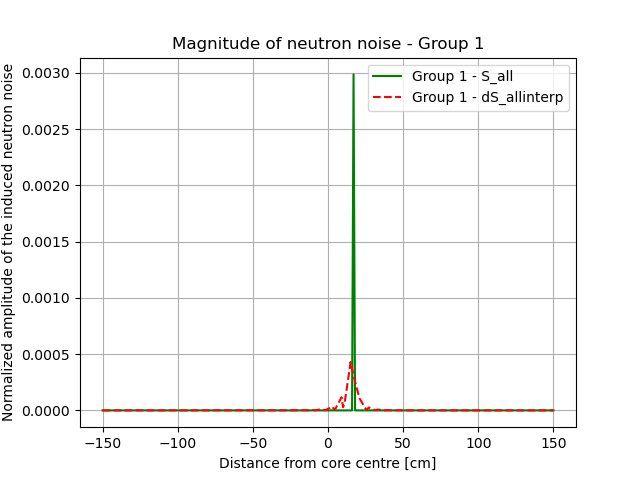 Magnitude of neutron noise - Group 1
Normalized amplitude of the induced neutron noise
0.0030
0.0025
0.0020
0.0015
0.0010
0.0005
0.0000
Group 1 - S_all
Group 1 - dS_allinterp
−150
−100
−50
0
50
100
150
Distance from core centre [cm]